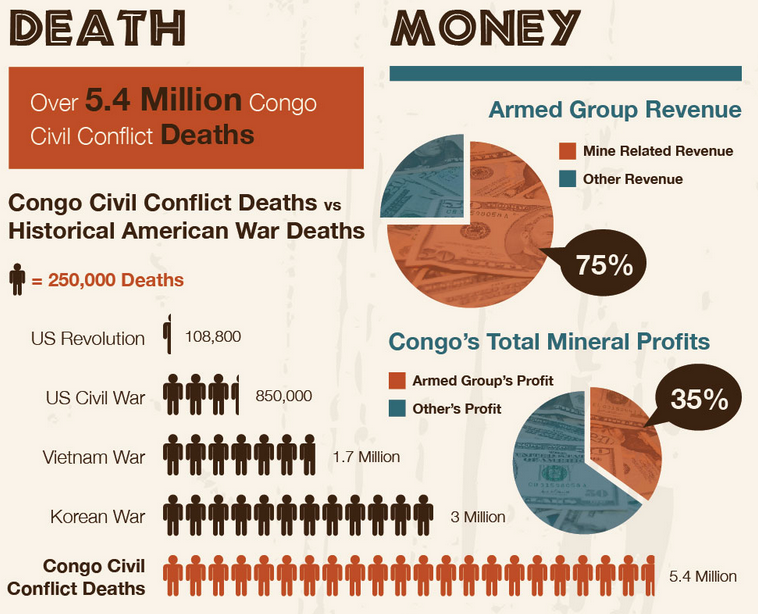 DEATH
Over 5.4 Million Congo
Civil Conflict Deaths
Congo Civil Conflict Deaths vs
Historical American War Deaths
= 250,000 Deaths
US Revolution 108,800
US Civil War 850,000
Vietnam War 1.7 Million
Korean War 3 Million
Congo Civil
Conflict Deaths 5.4 Million
MONEY
Armed Group Revenue
Mine Related Revenue
Other Revenue
75%
Congo's Total Mineral Profits
Armed Group's Profit
Other's Profit
35%